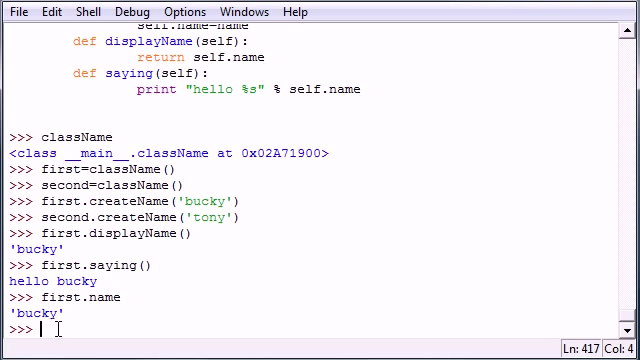 File Edit Shell Debug Options Windows Help
self.name=name
def displayName(self):
return self.name
def saying(self):
print "hello %s" % self.name
>>> className
<class __main__.className at 0x02A71900>
>>> first=className()
>>> second=className()
>>> first.createName('bucky')
>>> second.createName('tony')
>>> first.displayName()
'bucky'
>>> first.saying()
hello bucky
>>> first.name
'bucky'
>>>
Ln: 417 Col: 4